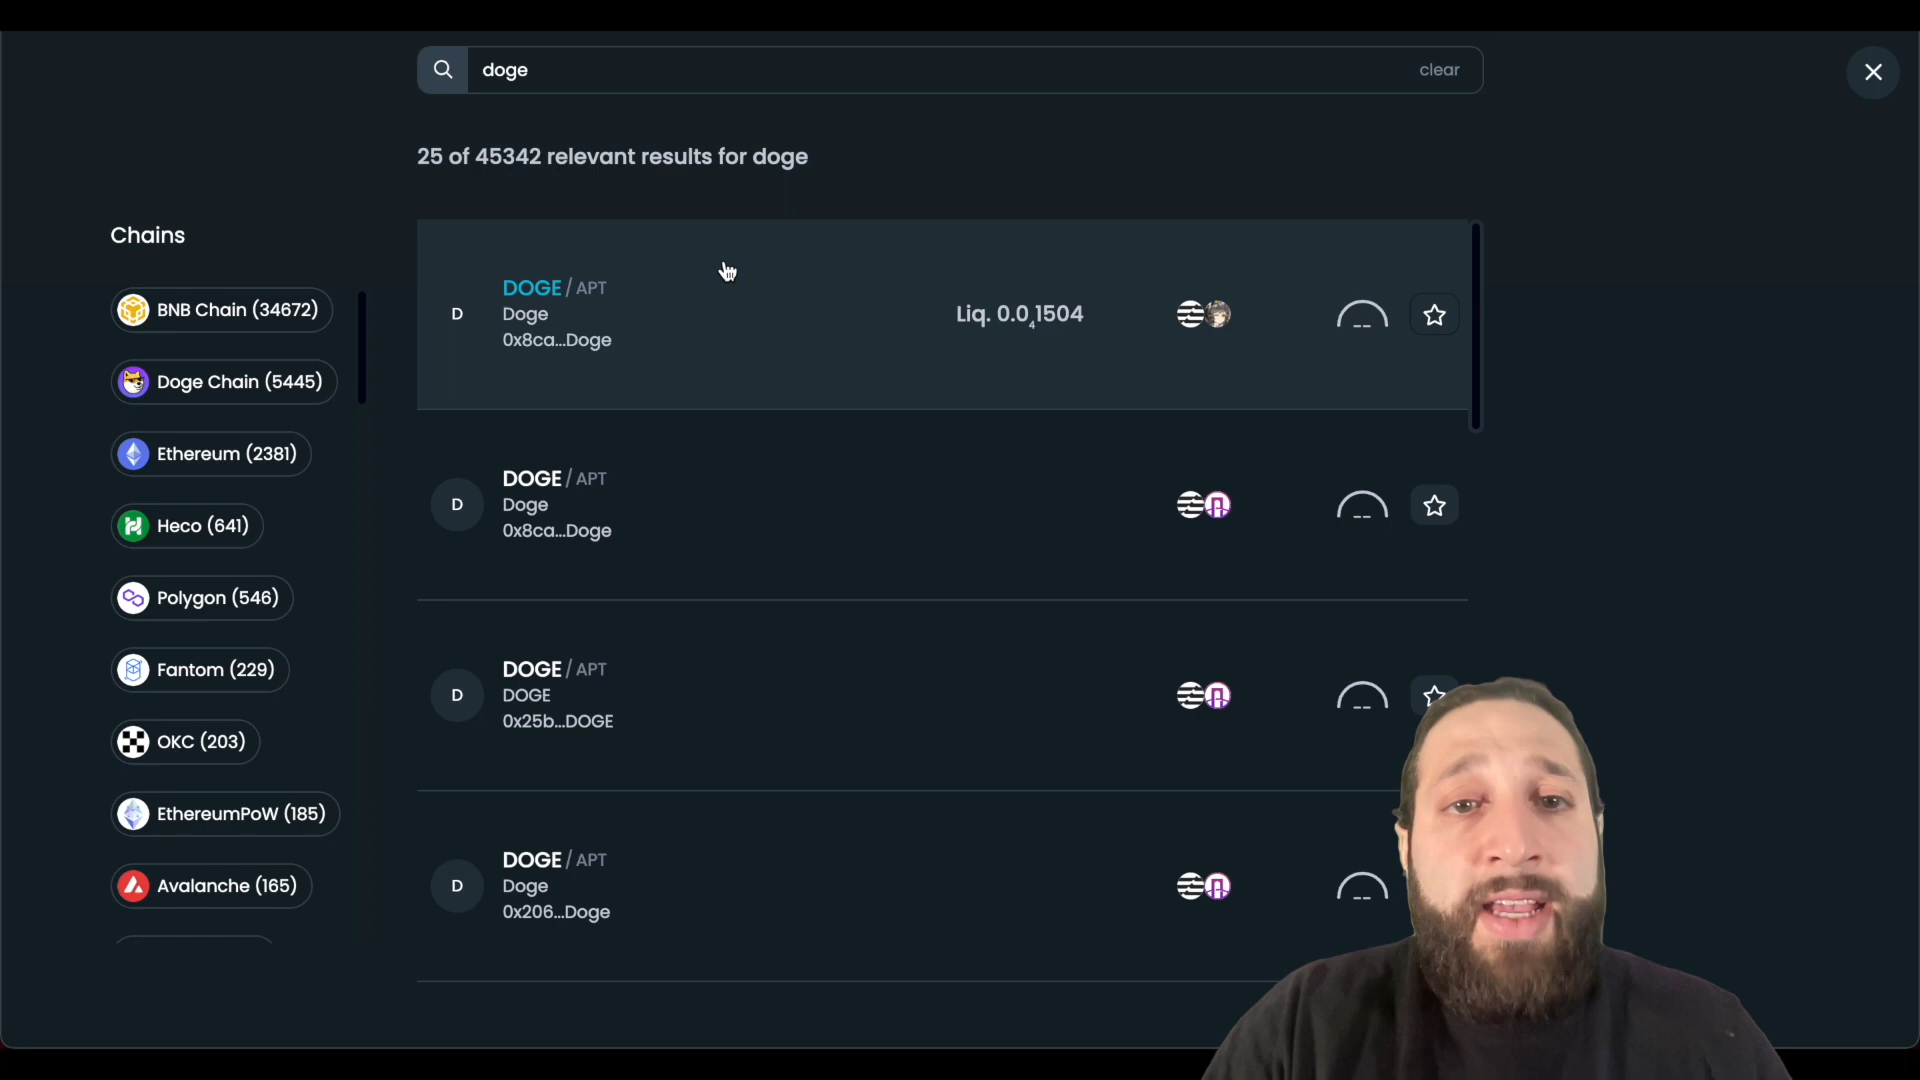 doge
clear
25 of 45342 relevant results for doge
Chains
BNB Chain (34672)
Doge Chain (5445)
Ethereum (2381)
Heco (641)
Polygon (546)
Fantom (229)
OKC (203)
EthereumPoW (185)
Avalanche (165)
D
DOGE / APT
Doge
0x8ca...Doge
Liq. 0.0₄1504
--
D
DOGE / APT
Doge
0x8ca...Doge
--
D
DOGE / APT
DOGE
0x25b...DOGE
--
D
DOGE / APT
Doge
0x206...Doge
--